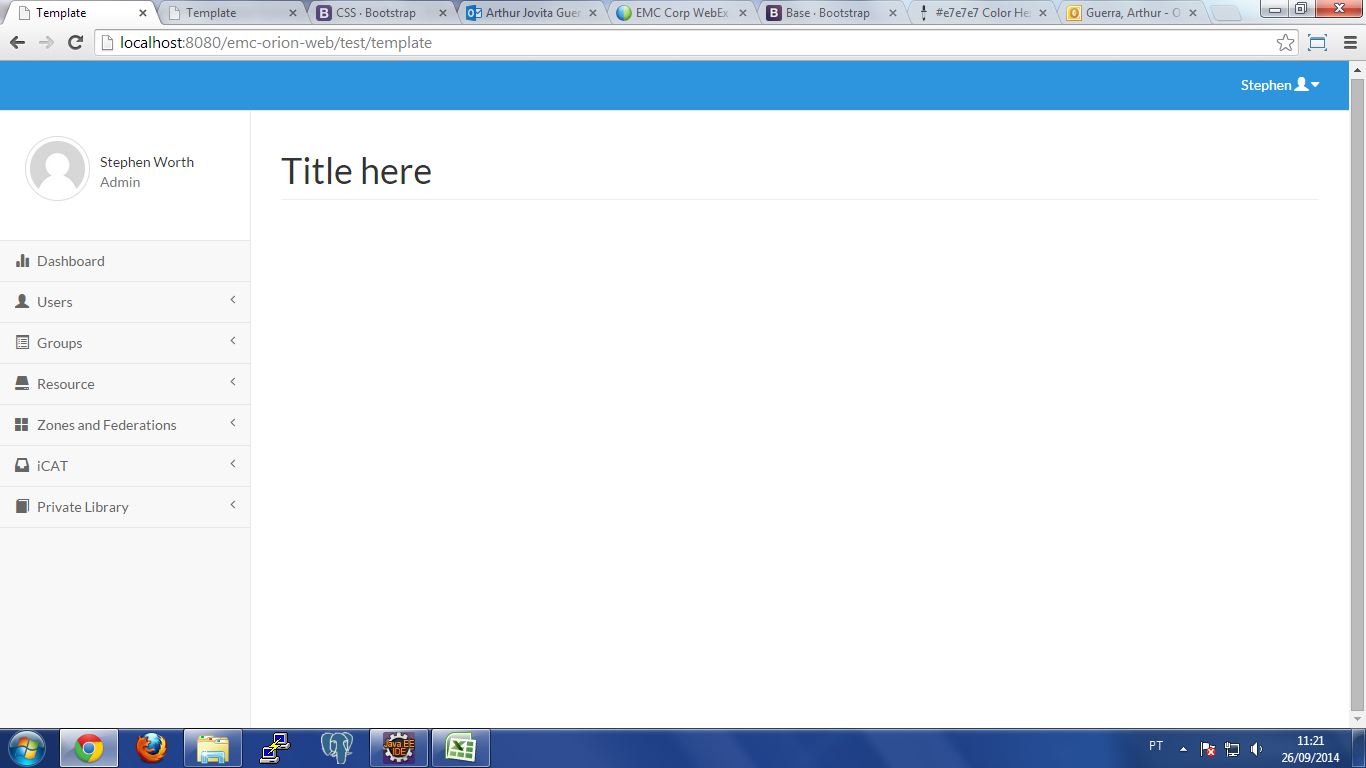 Template
Template
CSS · Bootstrap
Arthur Jovita Guer
EMC Corp WebEx
Base · Bootstrap
#e7e7e7 Color He
Guerra, Arthur - O
localhost:8080/emc-orion-web/test/template
Stephen
Stephen Worth
Admin
Title here
Dashboard
Users
Groups
Resource
Zones and Federations
iCAT
Private Library
Java EE
IDE
PT
11:21
26/09/2014